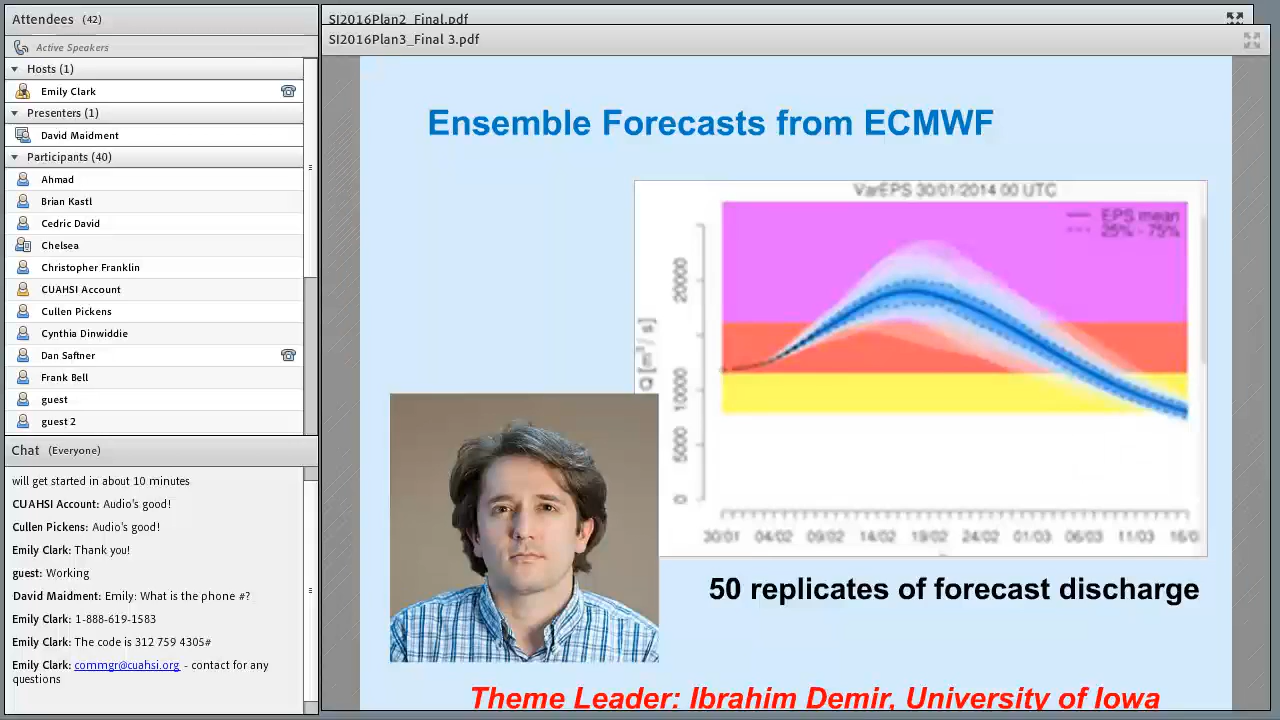 Attendees (42)
Active Speakers
Hosts (1)
Emily Clark
Presenters (1)
David Maidment
Participants (40)
Ahmad
Brian Kastl
Cedric David
Chelsea
Christopher Franklin
CUAHSI Account
Cullen Pickens
Cynthia Dinwiddie
Dan Saftner
Frank Bell
guest
guest 2
Chat (Everyone)
will get started in about 10 minutes
CUAHSI Account: Audio's good!
Cullen Pickens: Audio's good!
Emily Clark: Thank you!
guest: Working
David Maidment: Emily: What is the phone #?
Emily Clark: 1-888-619-1583
Emily Clark: The code is 312 759 4305#
Emily Clark: commgr@cuahsi.org - contact for any
questions
SI2016Plan2_Final.pdf
SI2016Plan3_Final 3.pdf
Ensemble Forecasts from ECMWF
VarEPS 30/01/2014 00 UTC
EPS mean
25% - 75%
Q [m³/s]
20000
10000
5000
0
30/01 04/02 09/02 14/02 19/02 24/02 01/03 06/03 11/03 16/0
50 replicates of forecast discharge
Theme Leader: Ibrahim Demir, University of Iowa